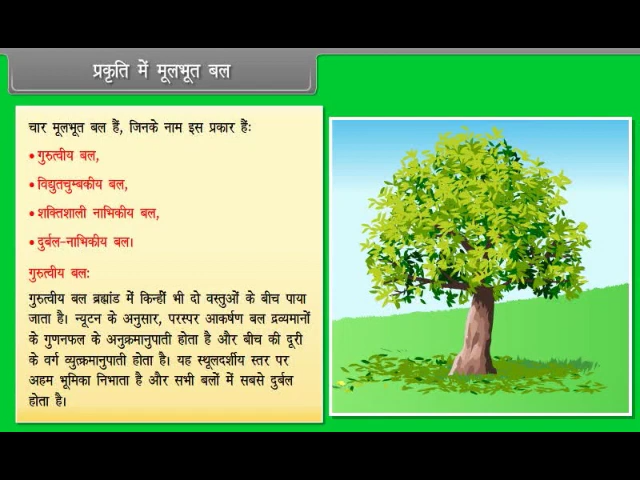 प्रकृति में मूलभूत बल
चार मूलभूत बल हैं, जिनके नाम इस प्रकार हैं:
• गुरुत्वीय बल,
• विद्युतचुम्बकीय बल,
• शक्तिशाली नाभिकीय बल,
• दुर्बल-नाभिकीय बल।
गुरुत्वीय बल:
गुरुत्वीय बल ब्रह्मांड में किन्हीं भी दो वस्तुओं के बीच पाया
जाता है। न्यूटन के अनुसार, परस्पर आकर्षण बल द्रव्यमानों
के गुणनफल के अनुक्रमानुपाती होता है और बीच की दूरी
के वर्ग व्युत्क्रमानुपाती होता है। यह स्थूलदर्शीय स्तर पर
अहम भूमिका निभाता है और सभी बलों में सबसे दुर्बल
होता है।